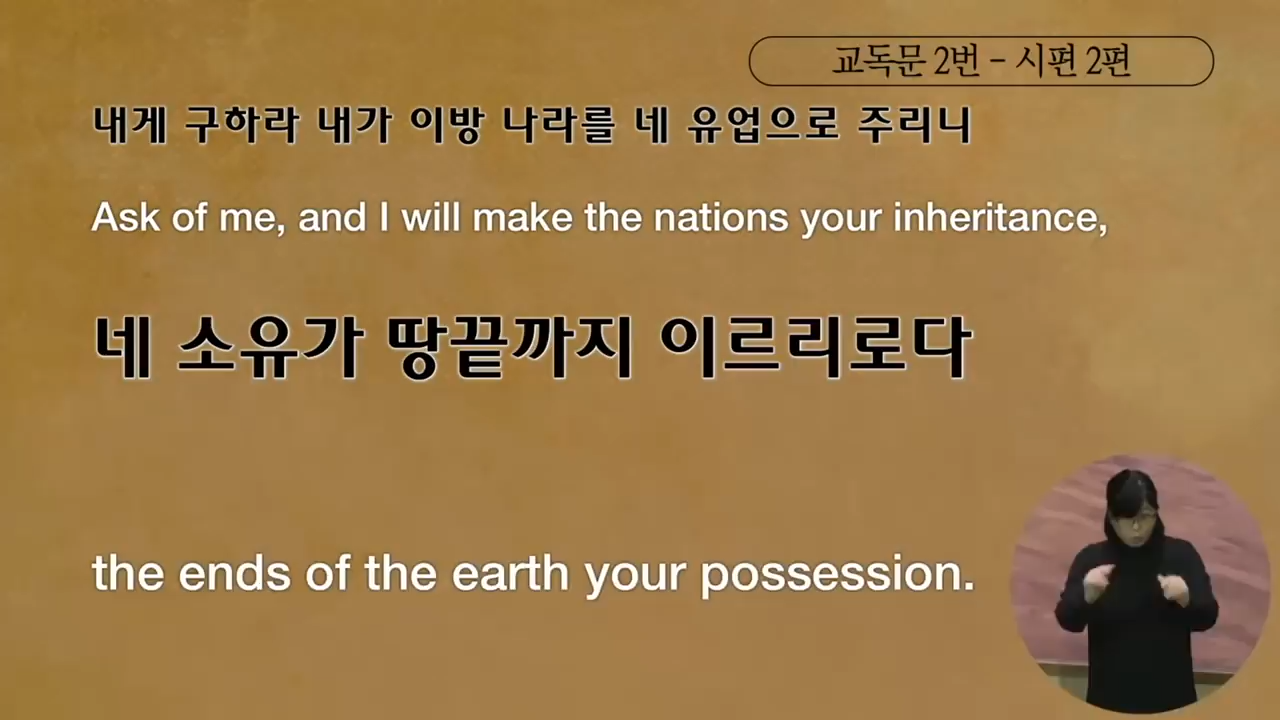 교독문 2번 - 시편 2편
내게 구하라 내가 이방 나라를 네 유업으로 주리니
Ask of me, and I will make the nations your inheritance,
네 소유가 땅끝까지 이르리로다
the ends of the earth your possession.